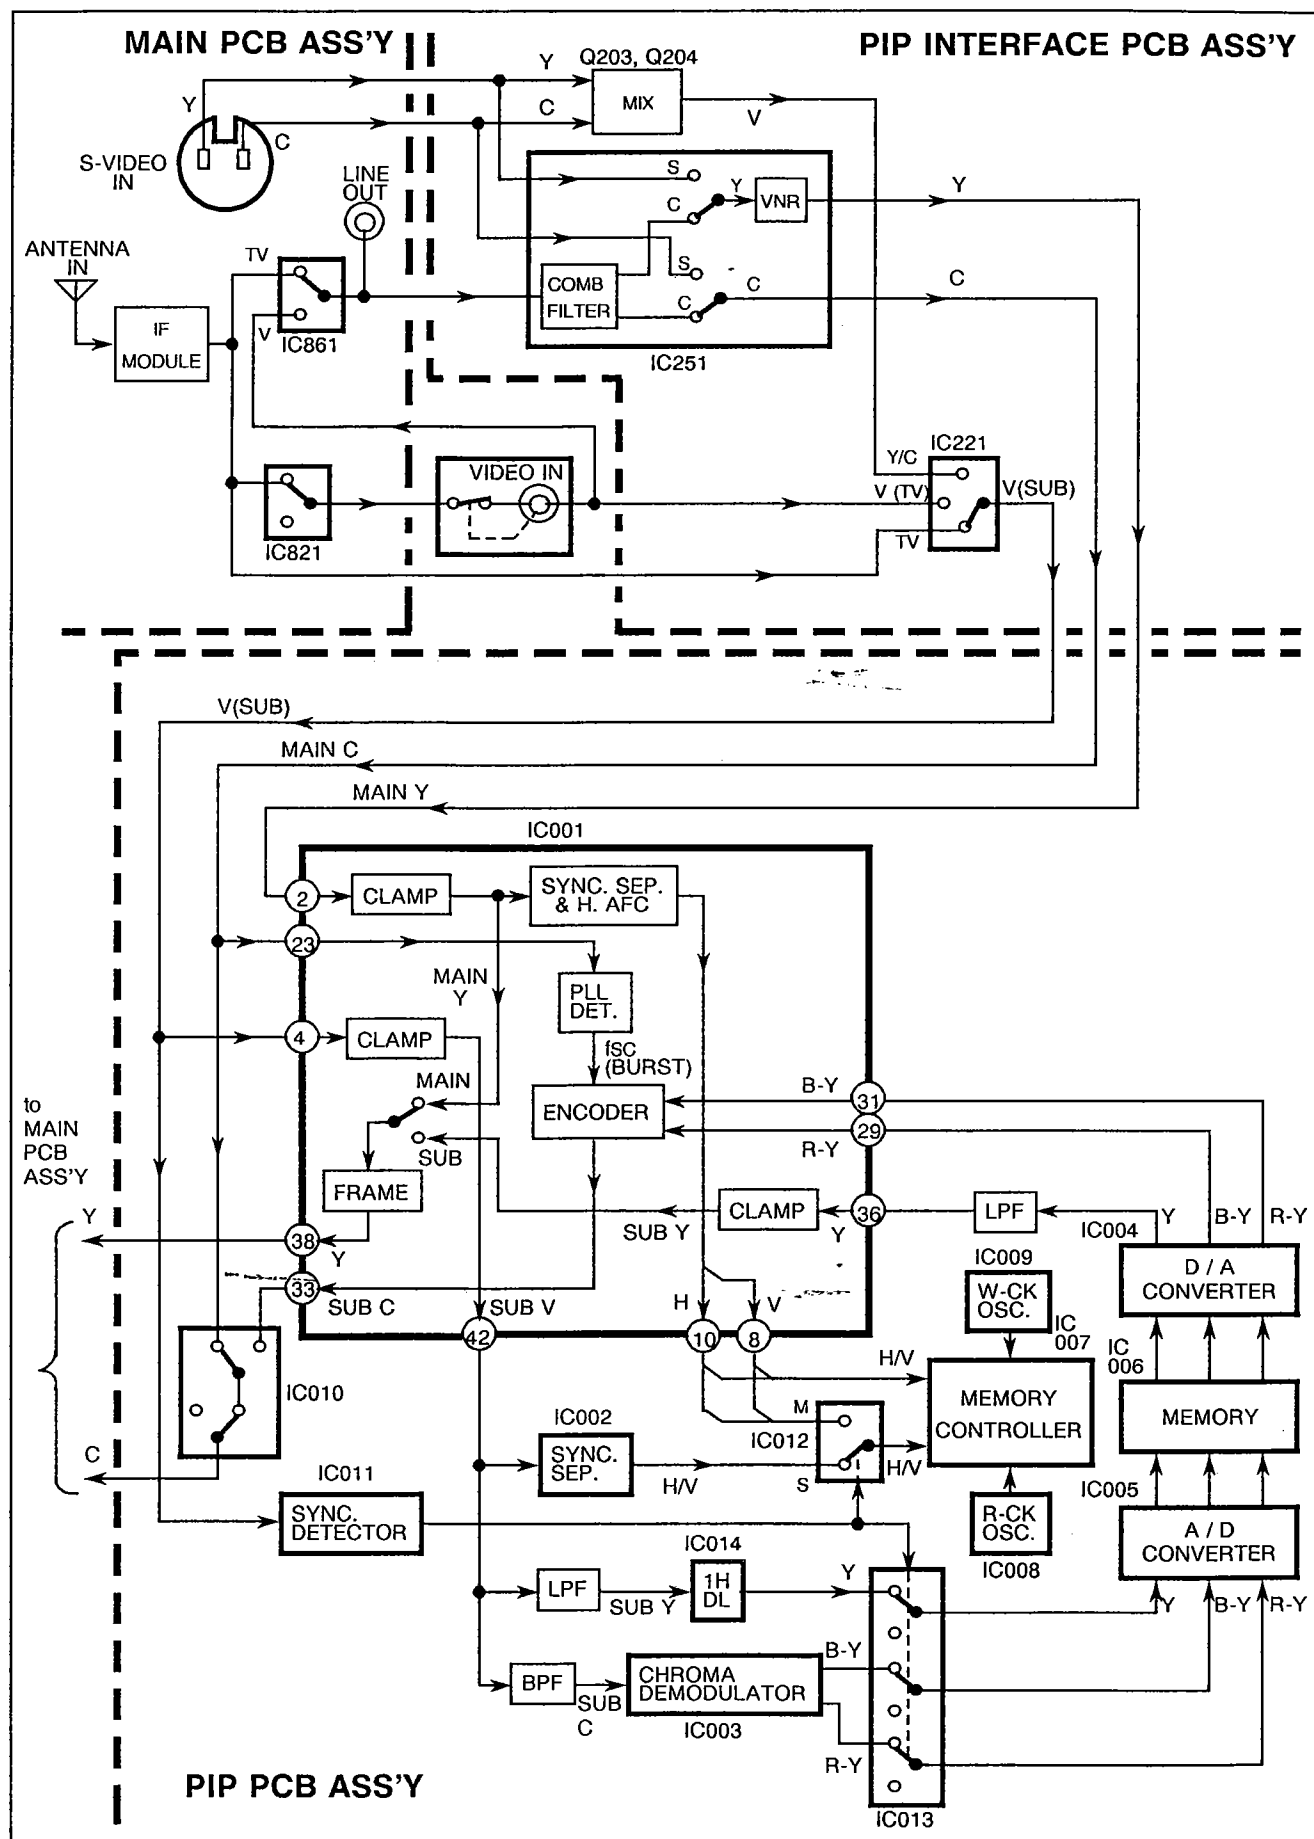 MAIN PCB ASS'Y
PIP INTERFACE PCB ASS'Y
Q203, Q204
Y
Y
C
MIX
V
C
S-VIDEO
IN
LINE
OUT
S
Y
VNR
Y
C
ANTENNA
IN
TV
S
COMB
FILTER
C
C
C
IF
MODULE
V
IC861
IC251
IC221
Y/C
VIDEO IN
V (TV)
V(SUB)
IC821
TV
V(SUB)
MAIN C
MAIN Y
IC001
2
CLAMP
SYNC. SEP.
& H. AFC
23
MAIN
Y
PLL
DET.
4
CLAMP
fSC
(BURST)
MAIN
B-Y
31
ENCODER
29
R-Y
to
MAIN
PCB
ASS'Y
SUB
FRAME
CLAMP
36
LPF
SUB Y
Y
Y
B-Y
R-Y
IC004
Y
38
Y
D / A
CONVERTER
IC009
W-CK
OSC.
33
SUB C
SUB V
H
V
42
10
8
IC
007
IC
006
H/V
IC010
MEMORY
CONTROLLER
MEMORY
M
IC002
IC012
SYNC.
SEP.
H/V
H/V
S
C
IC011
SYNC.
DETECTOR
IC005
R-CK
OSC.
A / D
CONVERTER
IC008
IC014
LPF
SUB Y
1H
DL
Y
Y
B-Y
R-Y
BPF
SUB
C
CHROMA
DEMODULATOR
B-Y
IC003
R-Y
PIP PCB ASS'Y
IC013